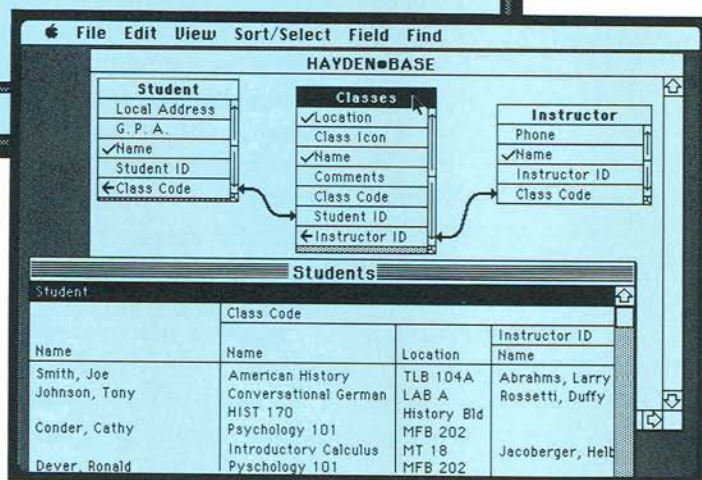 File Edit View Sort/Select Field Find
HAYDEN BASE
Student
Local Address
G. P. A.
✓Name
Student ID
←Class Code
Classes
✓Location
Class Icon
✓Name
Comments
Class Code
Student ID
←Instructor ID
Instructor
Phone
✓Name
Instructor ID
Class Code
Students
Student
Class Code
Instructor ID
Name Name Location Name
Smith, Joe American History TLB 104A Abrahms, Larry
Johnson, Tony Conversational German LAB A Rossetti, Duffy
HIST 170 History Bld
Conder, Cathy Psychology 101 MFB 202
Introductory Calculus MT 18 Jacoberger, Helb
Dever, Ronald Pyschology 101 MFB 202